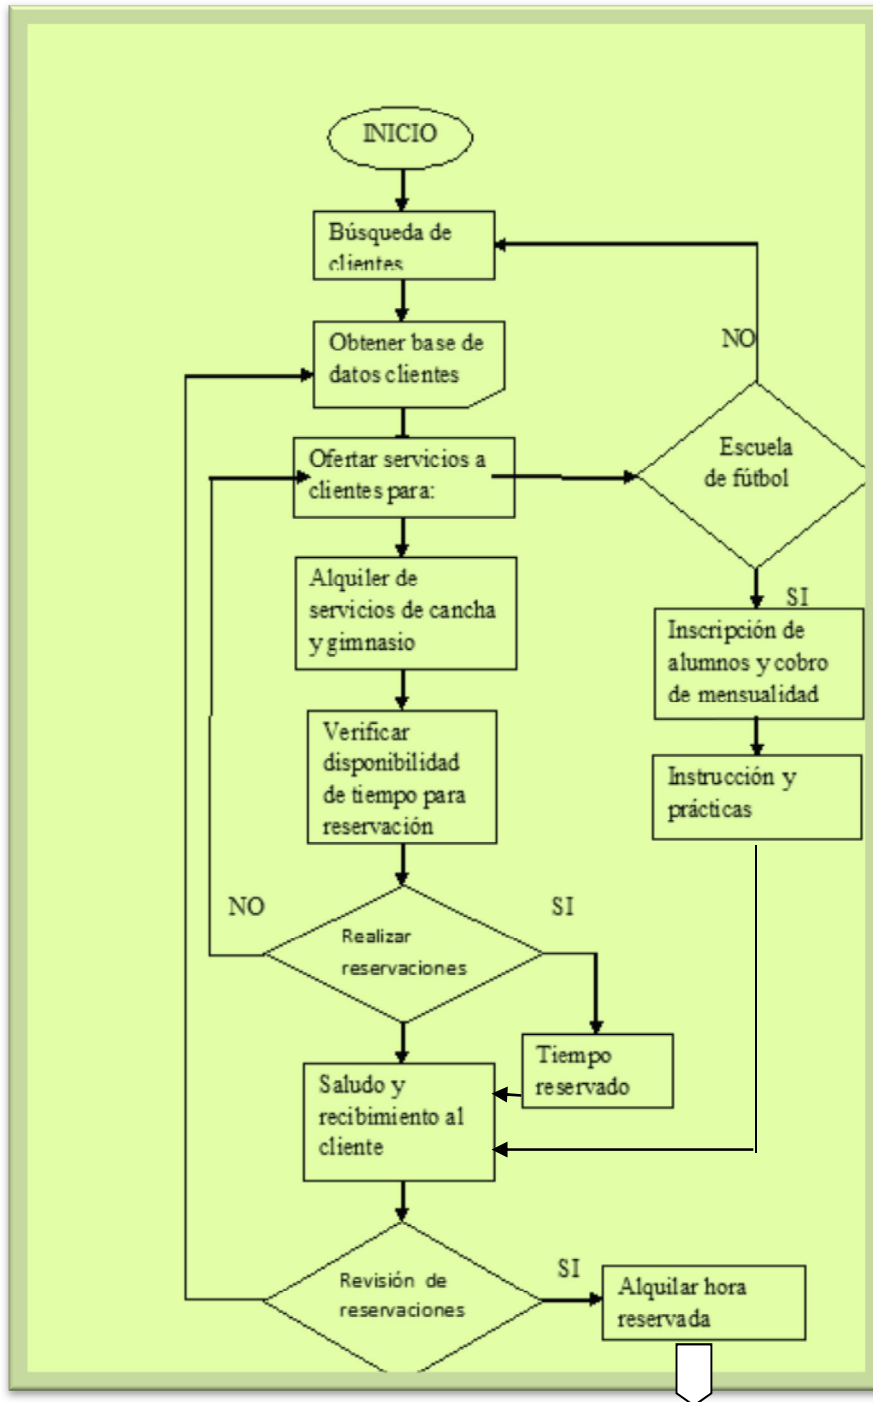 INICIO
Búsqueda de
clientes
NO
Obtener base de
datos clientes
Escuela
de fútbol
Ofertar servicios a
clientes para:
Alquiler de
servicios de cancha
y gimnasio
SI
Inscripción de
alumnos y cobro
de mensualidad
Verificar
disponibilidad
de tiempo para
reservación
Instrucción y
prácticas
NO
SI
Realizar
reservaciones
Tiempo
reservado
Saludo y
recibimiento al
cliente
SI
Revisión de
reservaciones
Alquilar hora
reservada